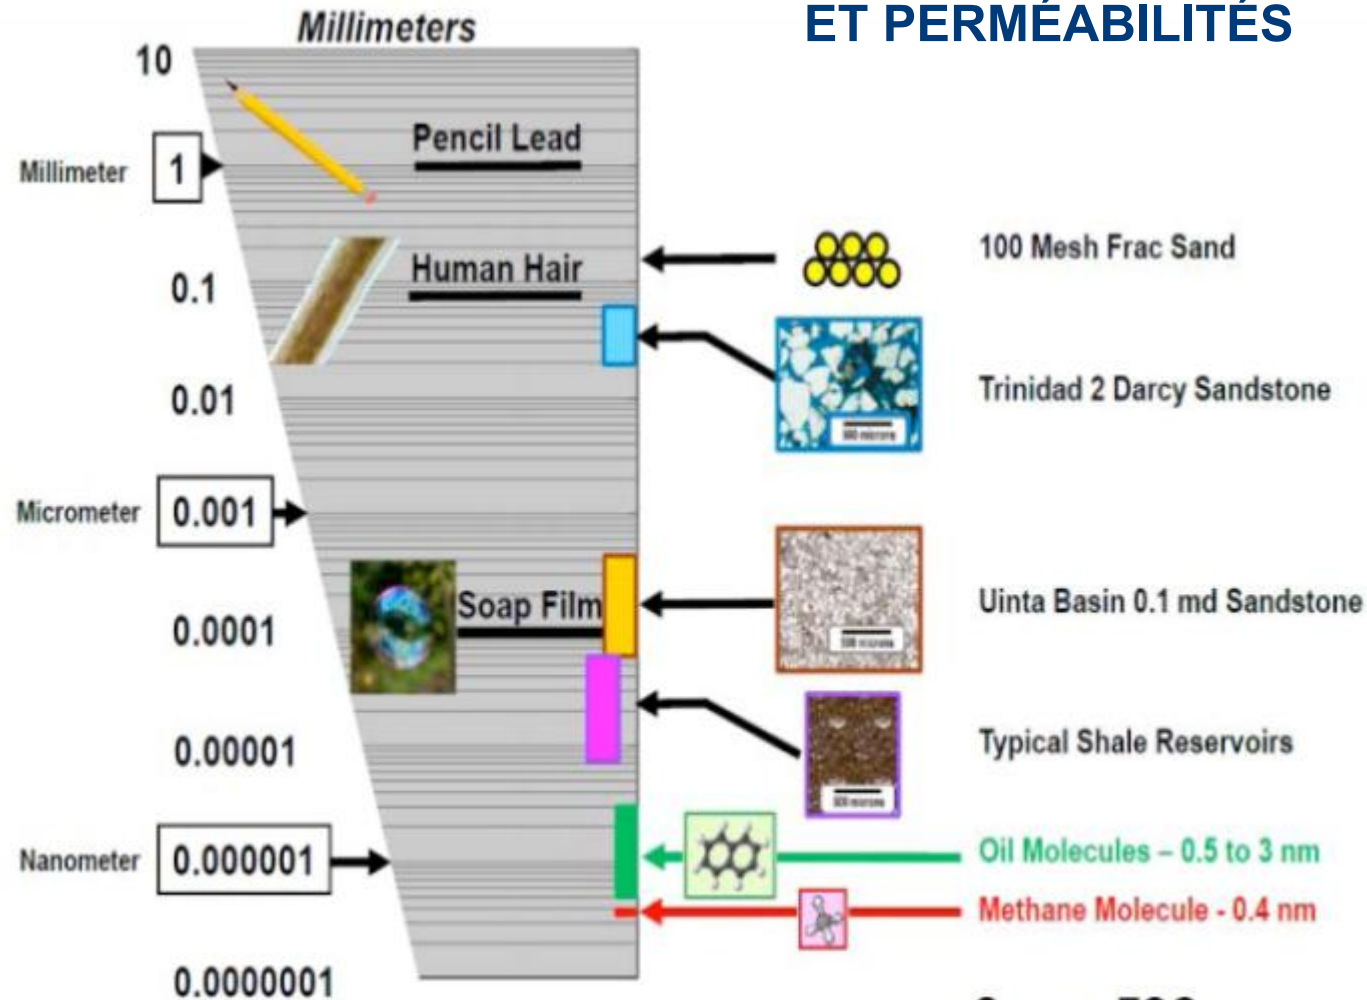 ET PERMÉABILITÉS
Millimeters
10
Pencil Lead
Millimeter
1
100 Mesh Frac Sand
Human Hair
0.1
Trinidad 2 Darcy Sandstone
0.01
Micrometer
0.001
Soap Film
Uinta Basin 0.1 md Sandstone
0.0001
Typical Shale Reservoirs
0.00001
Oil Molecules – 0.5 to 3 nm
Nanometer
0.000001
Methane Molecule - 0.4 nm
0.0000001